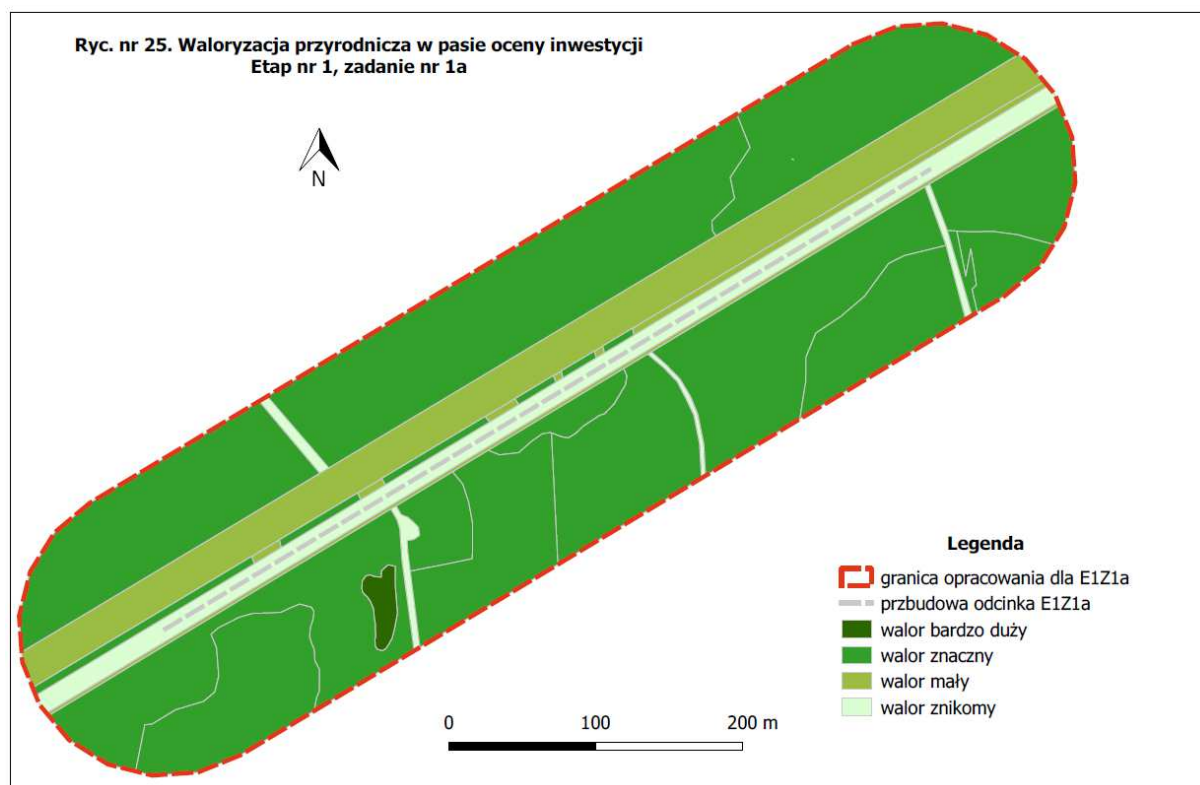 Ryc. nr 25. Waloryzacja przyrodnicza w pasie oceny inwestycji
Etap nr 1, zadanie nr 1a
N
Legenda
granica opracowania dla E1Z1a
przbudowa odcinka E1Z1a
walor bardzo duży
walor znaczny
walor mały
walor znikomy
0 100 200 m